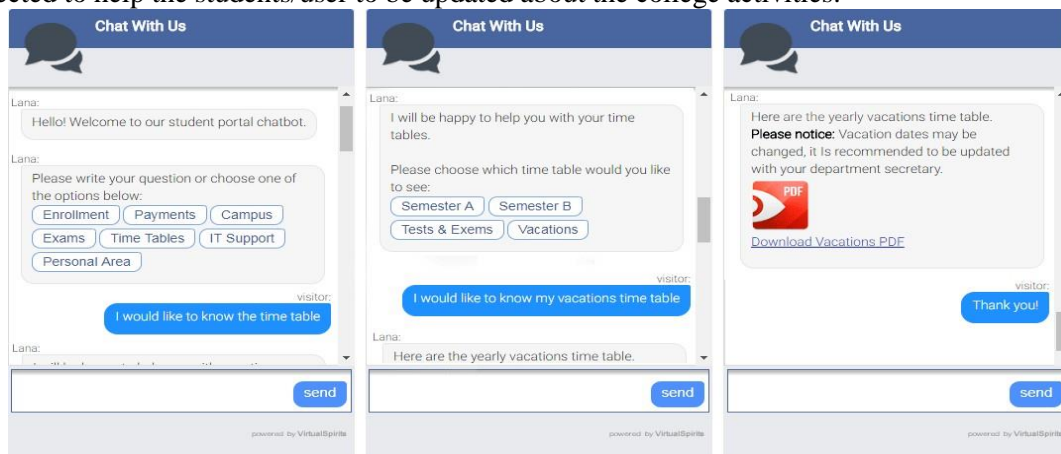 ected to help the students/user to be updated about the college activities.
Chat With Us
Lana:
Hello! Welcome to our student portal chatbot.
Lana:
Please write your question or choose one of
the options below:
Enrollment Payments Campus
Exams Time Tables IT Support
Personal Area
visitor:
I would like to know the time table
Lana:
send
powered by VirtualSpirits
Chat With Us
Lana:
I will be happy to help you with your time
tables.
Please choose which time table would you like
to see:
Semester A Semester B
Tests & Exems Vacations
visitor:
I would like to know my vacations time table
Lana:
Here are the yearly vacations time table.
send
powered by VirtualSpirits
Chat With Us
Lana:
Here are the yearly vacations time table.
Please notice: Vacation dates may be
changed, it Is recommended to be updated
with your department secretary.
PDF
Download Vacations PDF
visitor:
Thank you!
send
powered by VirtualSpirits